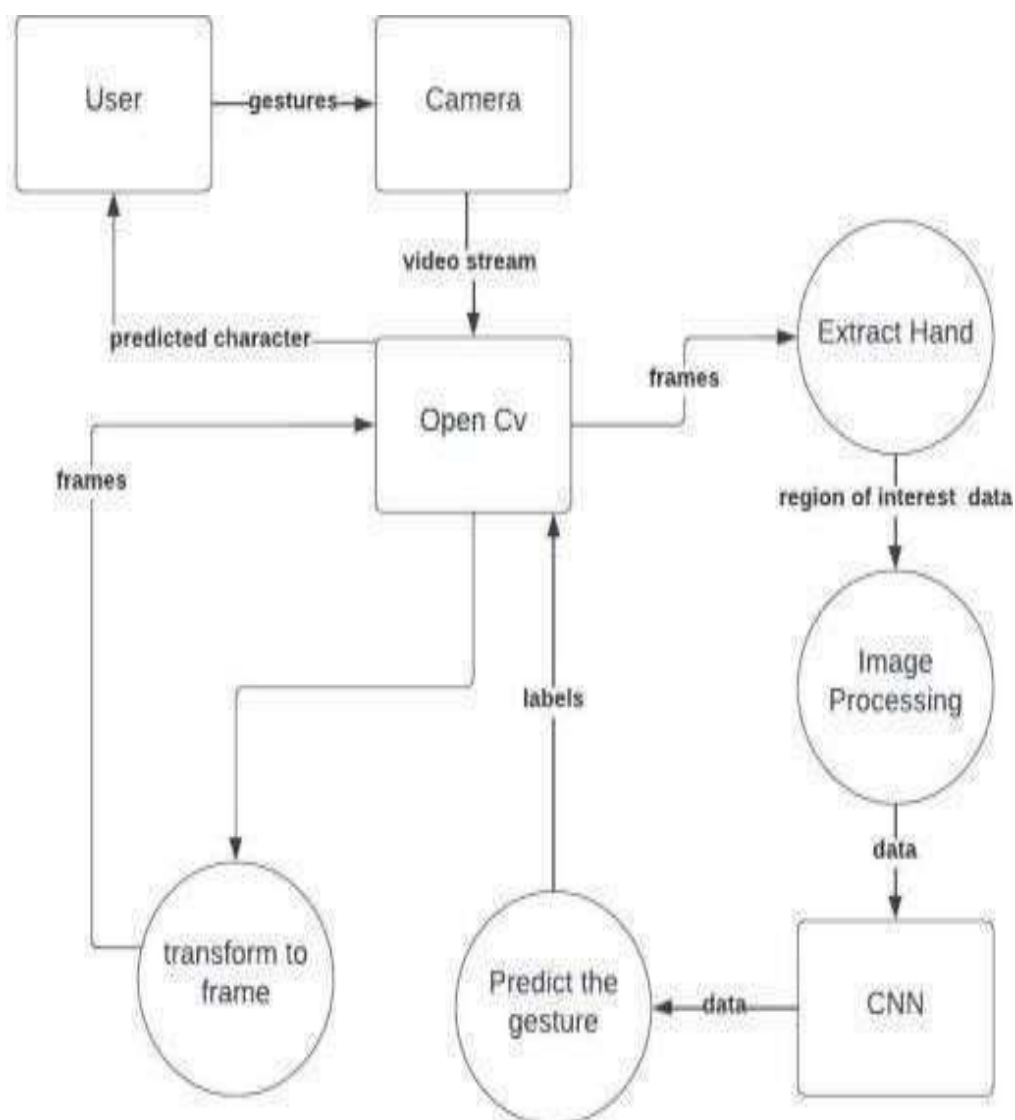 User
gestures
Camera
video stream
predicted character
Open Cv
frames
Extract Hand
frames
region of interest data
Image
Processing
labels
data
transform to
frame
Predict the
gesture
data
CNN